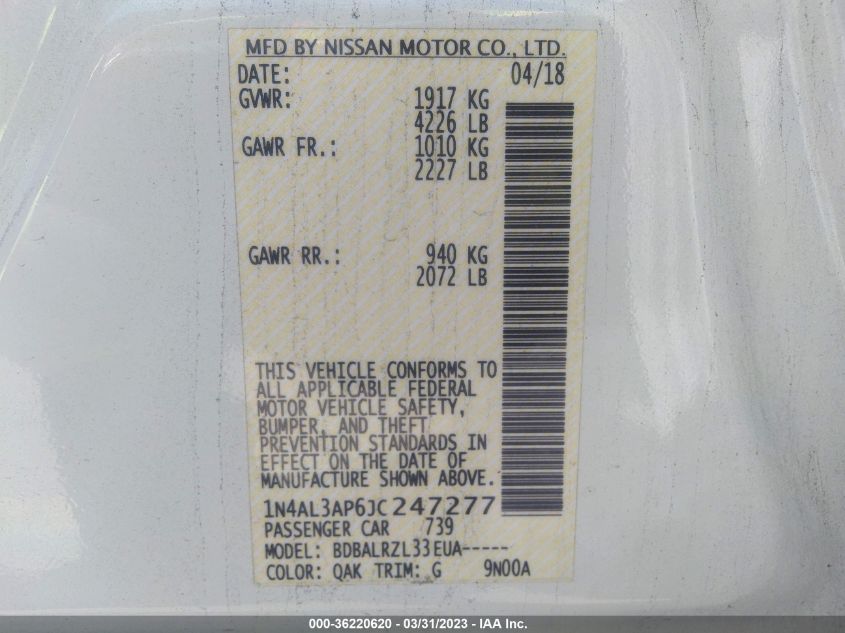 MFD BY NISSAN MOTOR CO., LTD.
DATE: 04/18
GVWR: 1917 KG
4226 LB
GAWR FR.: 1010 KG
2227 LB
GAWR RR.: 940 KG
2072 LB
THIS VEHICLE CONFORMS TO
ALL APPLICABLE FEDERAL
MOTOR VEHICLE SAFETY,
BUMPER, AND THEFT
PREVENTION STANDARDS IN
EFFECT ON THE DATE OF
MANUFACTURE SHOWN ABOVE.
1N4AL3AP6JC247277
PASSENGER CAR 739
MODEL: BDBALRZL33EUA-----
COLOR: QAK TRIM: G 9N00A
000-36220620 - 03/31/2023 - IAA Inc.